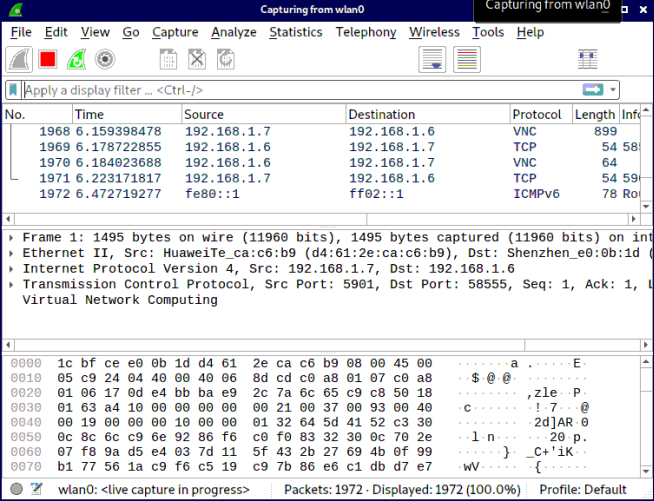 Capturing from wlan0
Capturing from wlan0
File Edit View Go Capture Analyze Statistics Telephony Wireless Tools Help
Apply a display filter … <Ctrl-/>
No. Time Source Destination Protocol Length Info
1968 6.159398478 192.168.1.7 192.168.1.6 VNC 899
1969 6.178722855 192.168.1.6 192.168.1.6 TCP 54
1970 6.184023688 192.168.1.6 192.168.1.7 VNC 64
1971 6.223171817 192.168.1.7 192.168.1.6 TCP 54
1972 6.472719277 fe80::1 ff02::1 ICMPv6 78 Rou
Frame 1: 1495 bytes on wire (11960 bits), 1495 bytes captured (11960 bits) on int
Ethernet II, Src: HuaweiTe_ca:c6:b9 (d4:61:2e:ca:c6:b9), Dst: Shenzhen_e0:0b:1d (
Internet Protocol Version 4, Src: 192.168.1.7, Dst: 192.168.1.6
Transmission Control Protocol, Src Port: 5901, Dst Port: 58555, Seq: 1, Ack: 1, L
Virtual Network Computing
0000 1c bf ce e0 0b 1d d4 61 2e ca c6 b9 08 00 45 00 ·······a .·····E·
0010 05 c9 24 04 40 00 40 06 8d cd c0 a8 01 07 c0 a8 ··$·@·@· ········
0020 01 06 17 0d e4 bb ba e9 2c 7a 6c 65 c9 c8 50 18 ········ ,zle··P·
0030 01 63 a4 10 00 00 00 00 00 21 00 37 00 93 00 40 ·c······ ·!·7···@
0040 00 19 00 00 00 10 00 00 01 32 64 5d 41 52 c3 30 ········ ·2d]AR·0
0050 0c 8c 6c c9 6e 92 86 f6 c0 f0 83 32 30 0c 70 2e ··l·n··· ···20·p.
0060 07 f8 9a d5 e4 03 7d 11 5f 43 2b 27 69 4b 0f 99 ······}· _C+'iK··
0070 b1 77 56 1a c9 f6 c5 19 c9 7b 86 e6 c1 db d7 e7 ·wV····· ·{······
wlan0: <live capture in progress> Packets: 1972 · Displayed: 1972 (100.0%) Profile: Default